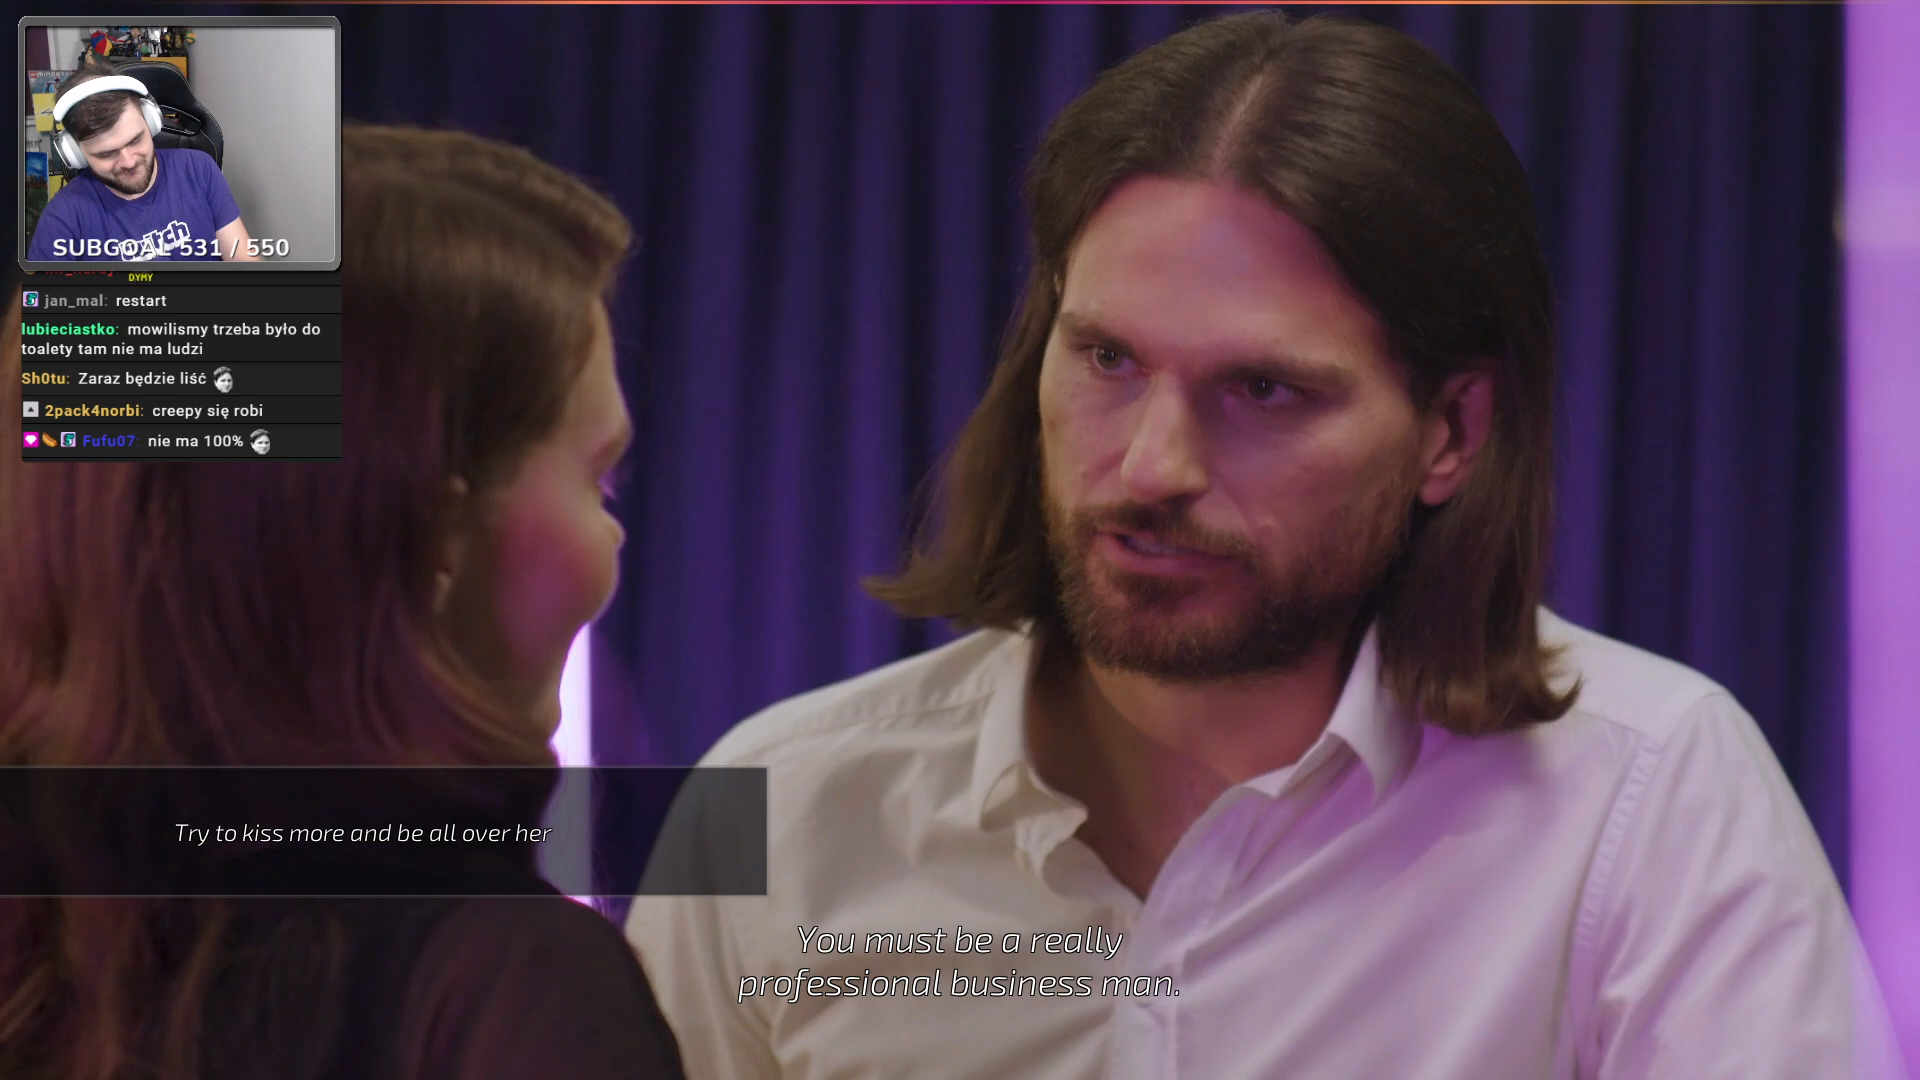 SUBGOAL 531 / 550
DYMY
jan_mal: restart
lubieciastko: mowilismy trzeba było do
toalety tam nie ma ludzi
Sh0tu: Zaraz będzie liść
2pack4norbi: creepy się robi
Fufu07: nie ma 100%
Try to kiss more and be all over her
You must be a really
professional business man.